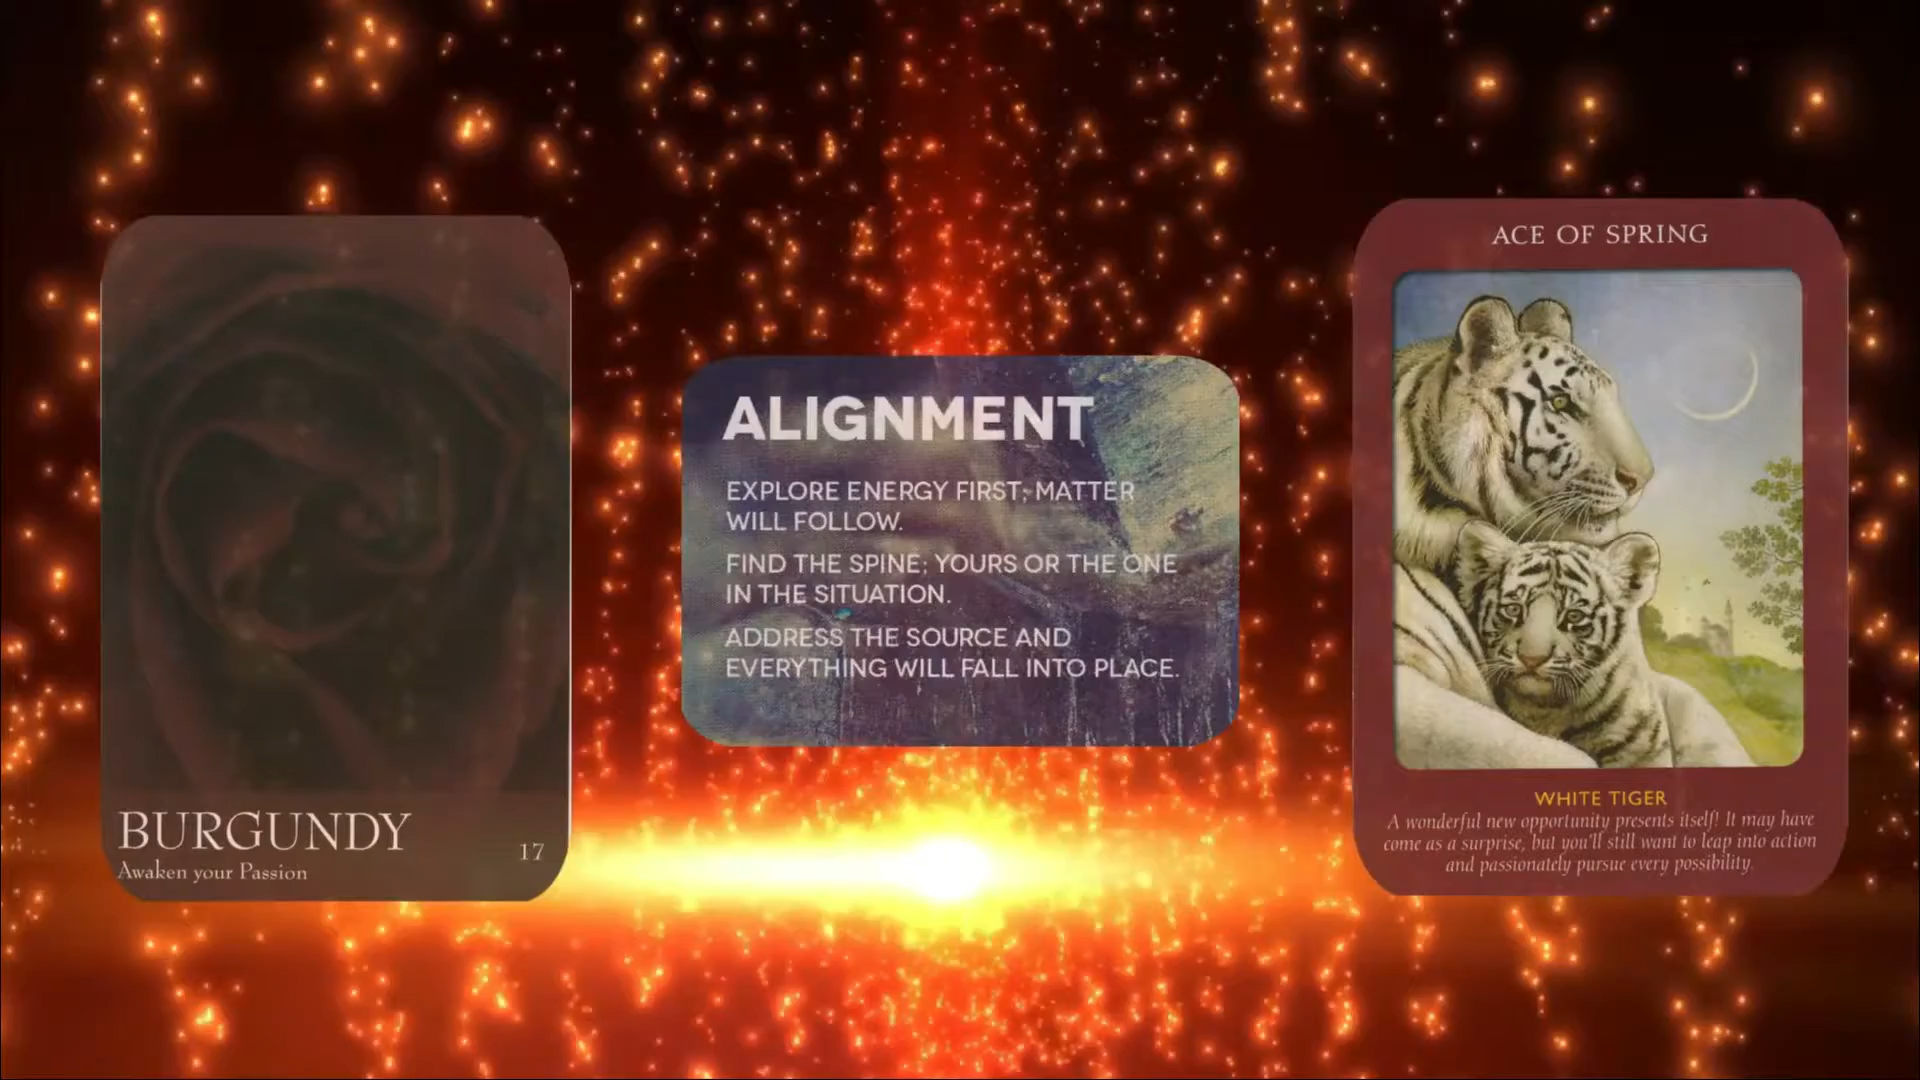 BURGUNDY
Awaken your Passion
17
ALIGNMENT
EXPLORE ENERGY FIRST; MATTER
WILL FOLLOW.
FIND THE SPINE; YOURS OR THE ONE
IN THE SITUATION.
ADDRESS THE SOURCE AND
EVERYTHING WILL FALL INTO PLACE.
ACE OF SPRING
WHITE TIGER
A wonderful new opportunity presents itself! It may have
come as a surprise, but you'll still want to leap into action
and passionately pursue every possibility.